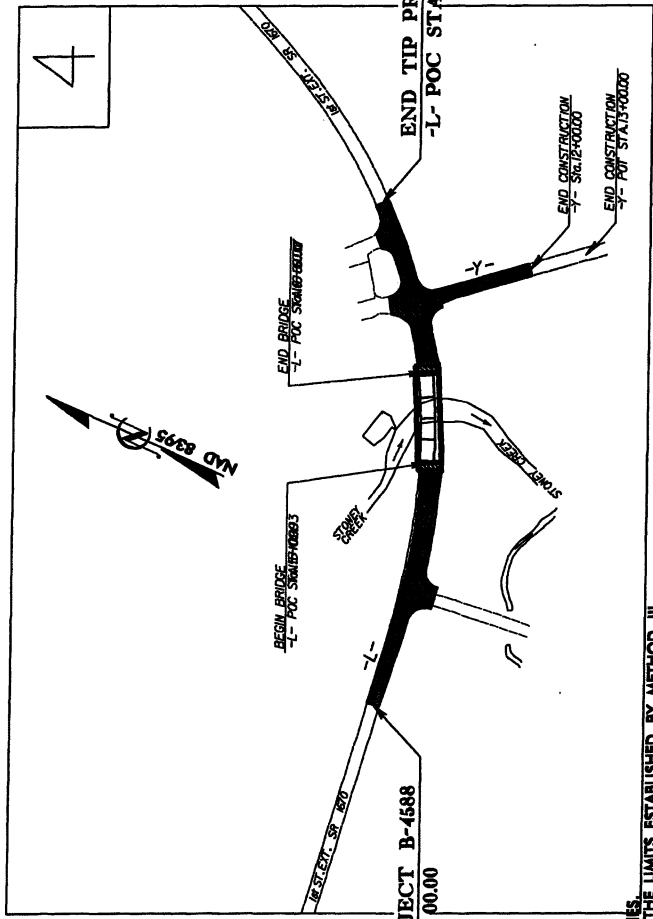 4
1st ST. EXT. SR 1670
END TIP PR
-L- POC STA
NAD 83/95
END BRIDGE
-L- POC
BEGIN BRIDGE
-L- POC
STONEY
CREEK
STONEY CREEK
-Y-
END CONSTRUCTION
-Y- Sta.12+00.00
END CONSTRUCTION
-Y- POT STA.13+00.00
-L-
1st ST. EXT. SR 1670
JECT B-4588
00.00
IES.
THE LIMITS ESTABLISHED BY METHOD III